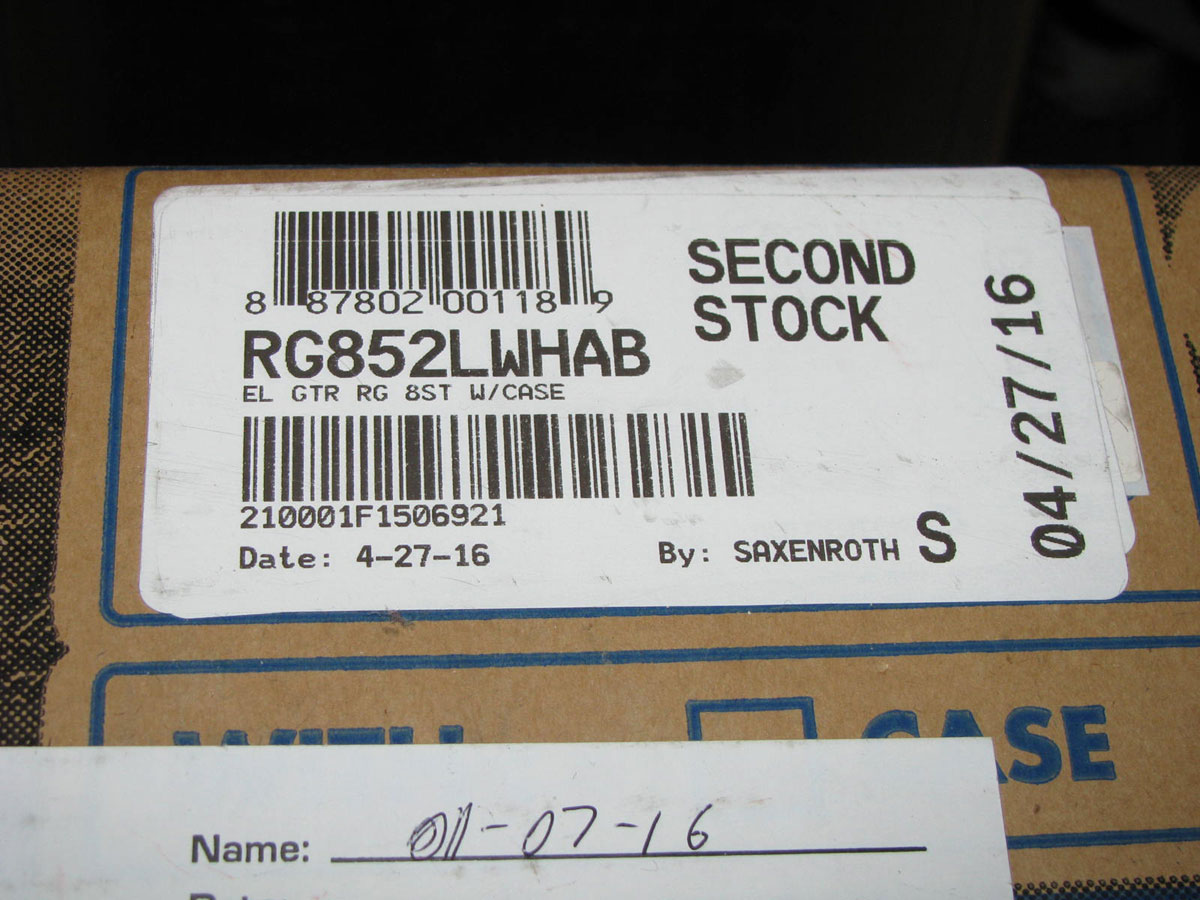 8 87802 00118 9
SECOND
STOCK
RG852LWHAB
EL GTR RG 8ST W/CASE
210001F1506921
Date: 4-27-16 By: SAXENROTH S
04/27/16
WITH CASE
Name: 01-07-16